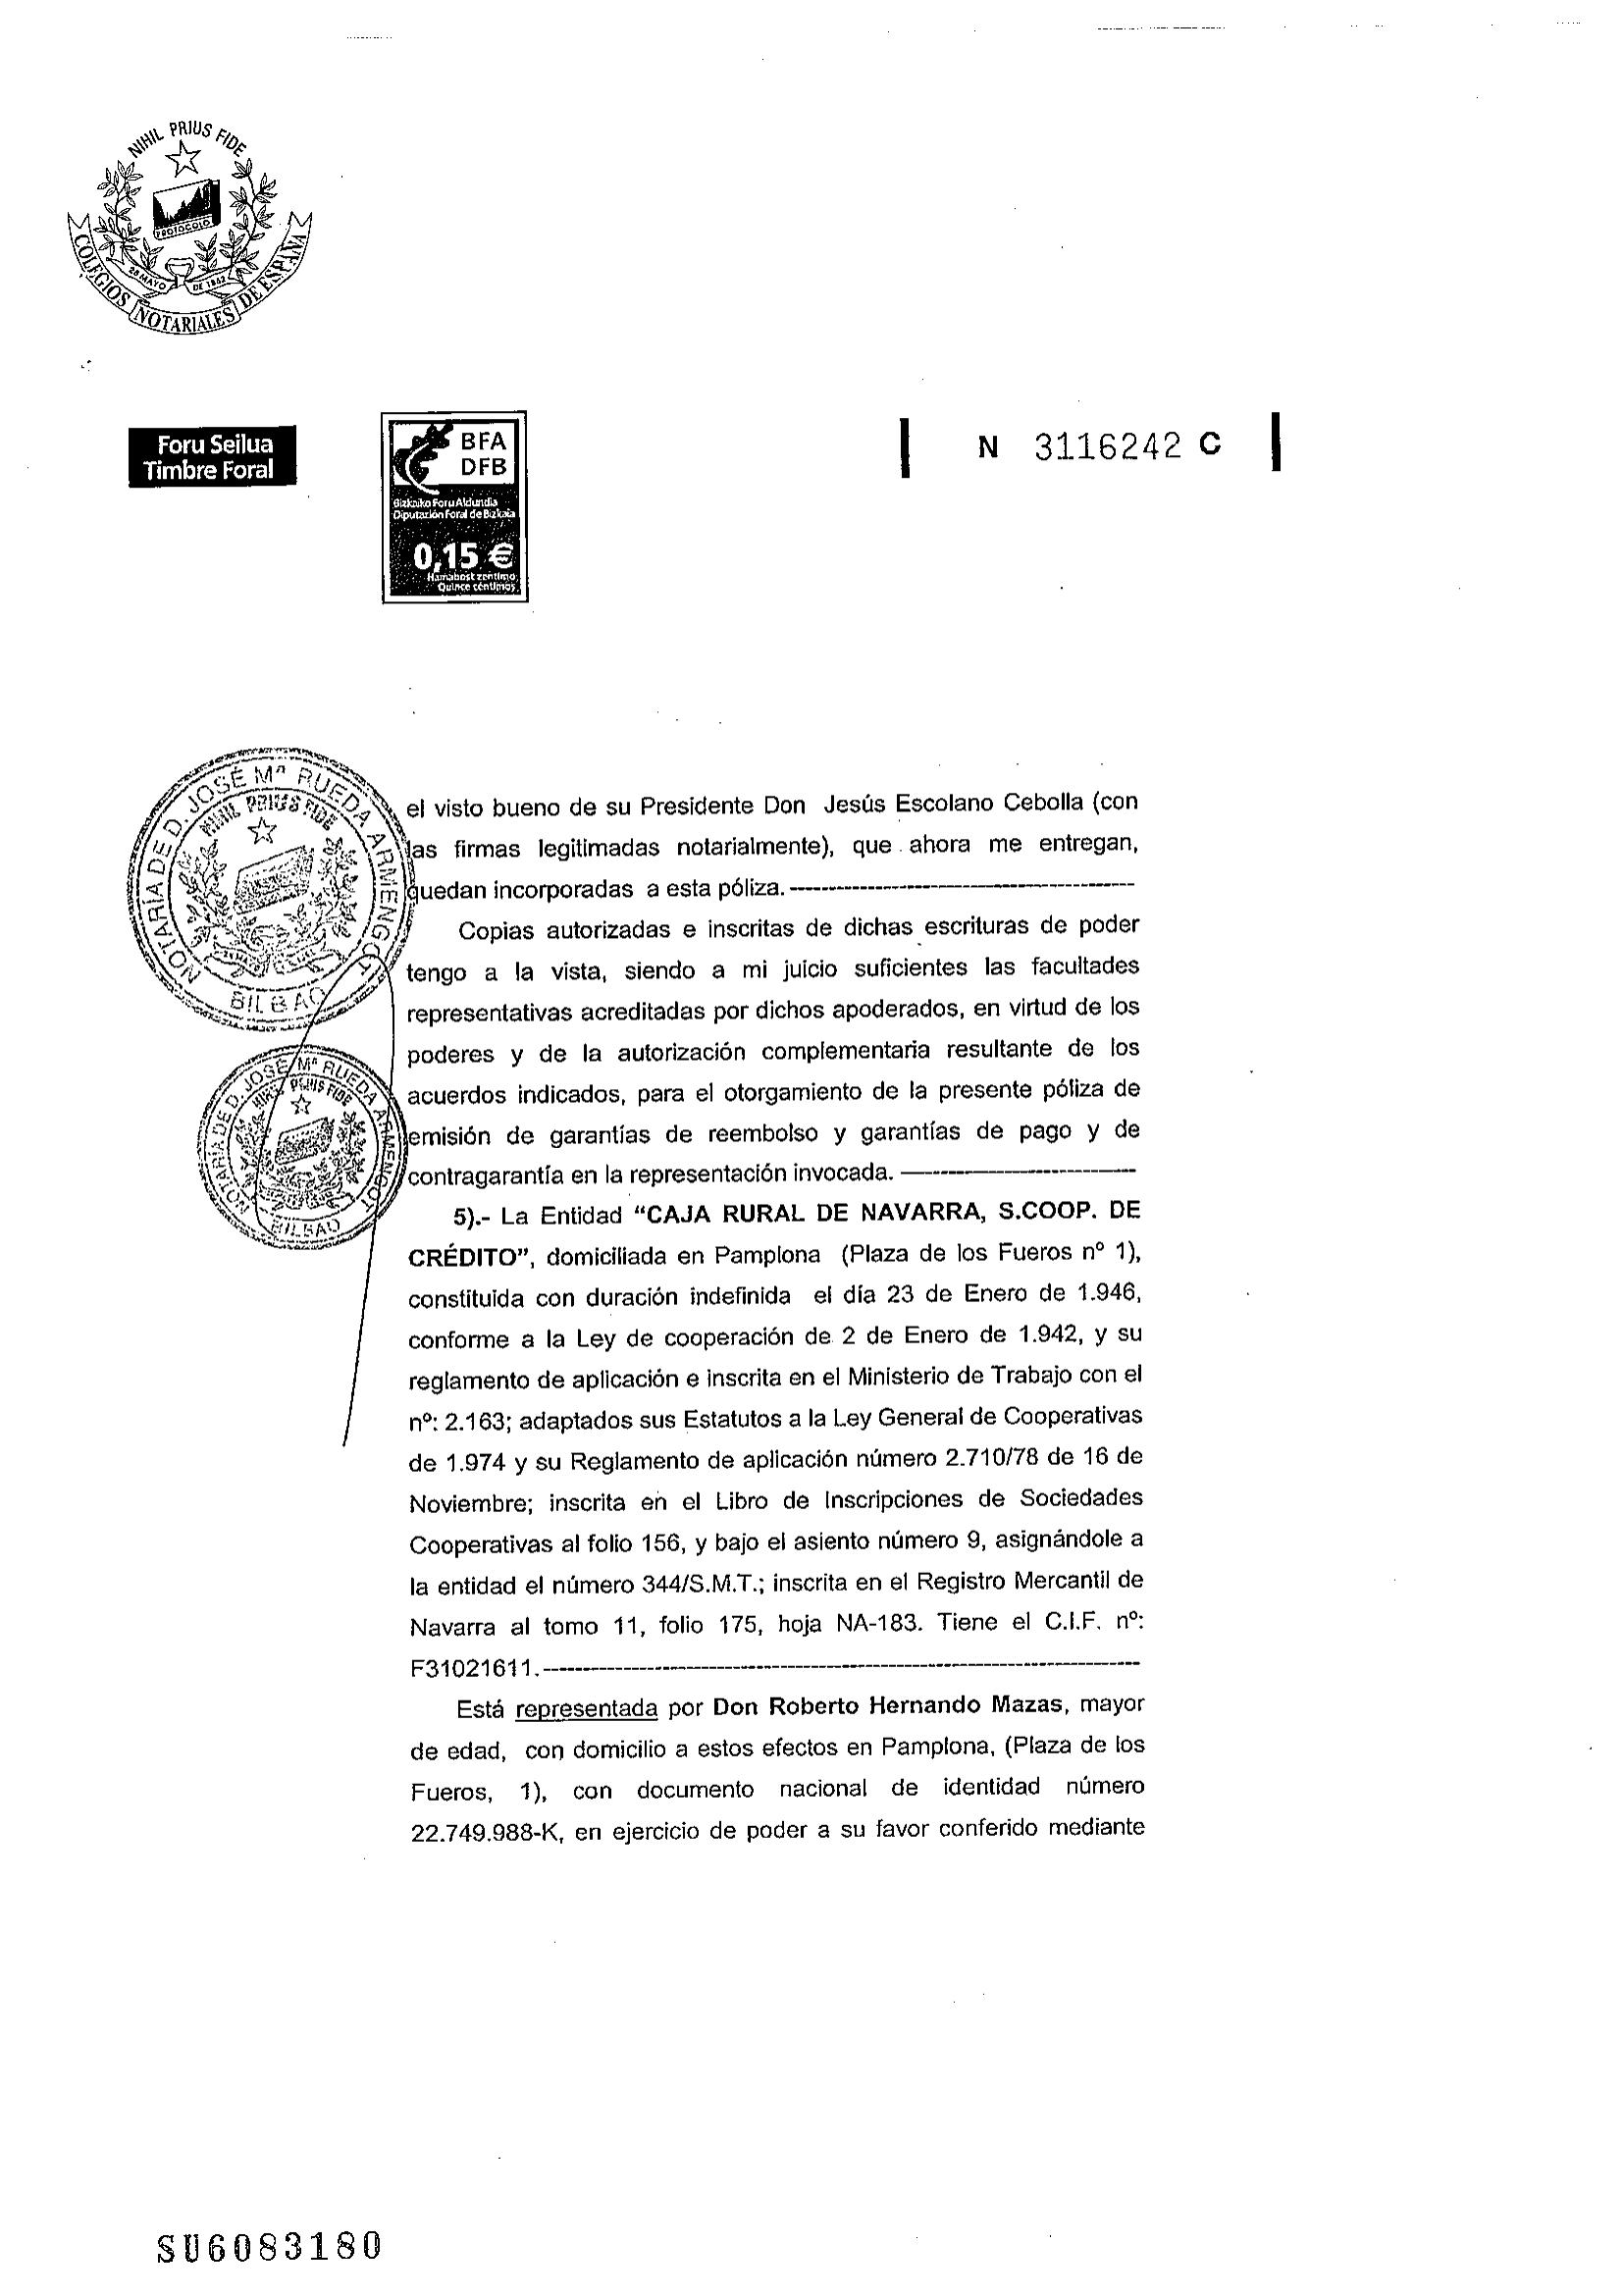 NIHIL PRIUS FIDE
PROTOCOLO
28 MAYO DE 1862
COLEGIOS NOTARIALES DE ESPAÑA
Foru Seilua
Timbre Foral
BFA
DFB
Bizkaiko Foru Aldundia
Diputación Foral de Bizkaia
0,15 €
Hamabost zentimo
Quince céntimos
N 3116242 C
NOTARÍA DE D. JOSÉ Mª RUEDA ARMENGOT
NIHIL PRIUS FIDE
BILBAO
NOTARÍA DE D. JOSÉ Mª RUEDA ARMENGOT
NIHIL PRIUS FIDE
BILBAO
el visto bueno de su Presidente Don Jesús Escolano Cebolla (con
las firmas legitimadas notarialmente), que ahora me entregan,
quedan incorporadas a esta póliza.
Copias autorizadas e inscritas de dichas escrituras de poder
tengo a la vista, siendo a mi juicio suficientes las facultades
representativas acreditadas por dichos apoderados, en virtud de los
poderes y de la autorización complementaria resultante de los
acuerdos indicados, para el otorgamiento de la presente póliza de
emisión de garantías de reembolso y garantías de pago y de
contragarantía en la representación invocada.
5).- La Entidad “CAJA RURAL DE NAVARRA, S.COOP. DE
CRÉDITO”, domiciliada en Pamplona (Plaza de los Fueros nº 1),
constituida con duración indefinida el día 23 de Enero de 1.946,
conforme a la Ley de cooperación de 2 de Enero de 1.942, y su
reglamento de aplicación e inscrita en el Ministerio de Trabajo con el
nº: 2.163; adaptados sus Estatutos a la Ley General de Cooperativas
de 1.974 y su Reglamento de aplicación número 2.710/78 de 16 de
Noviembre; inscrita en el Libro de Inscripciones de Sociedades
Cooperativas al folio 156, y bajo el asiento número 9, asignándole a
la entidad el número 344/S.M.T.; inscrita en el Registro Mercantil de
Navarra al tomo 11, folio 175, hoja NA-183. Tiene el C.I.F. nº:
F31021611.
Está representada por Don Roberto Hernando Mazas, mayor
de edad, con domicilio a estos efectos en Pamplona, (Plaza de los
Fueros, 1), con documento nacional de identidad número
22.749.988-K, en ejercicio de poder a su favor conferido mediante
SU6083180